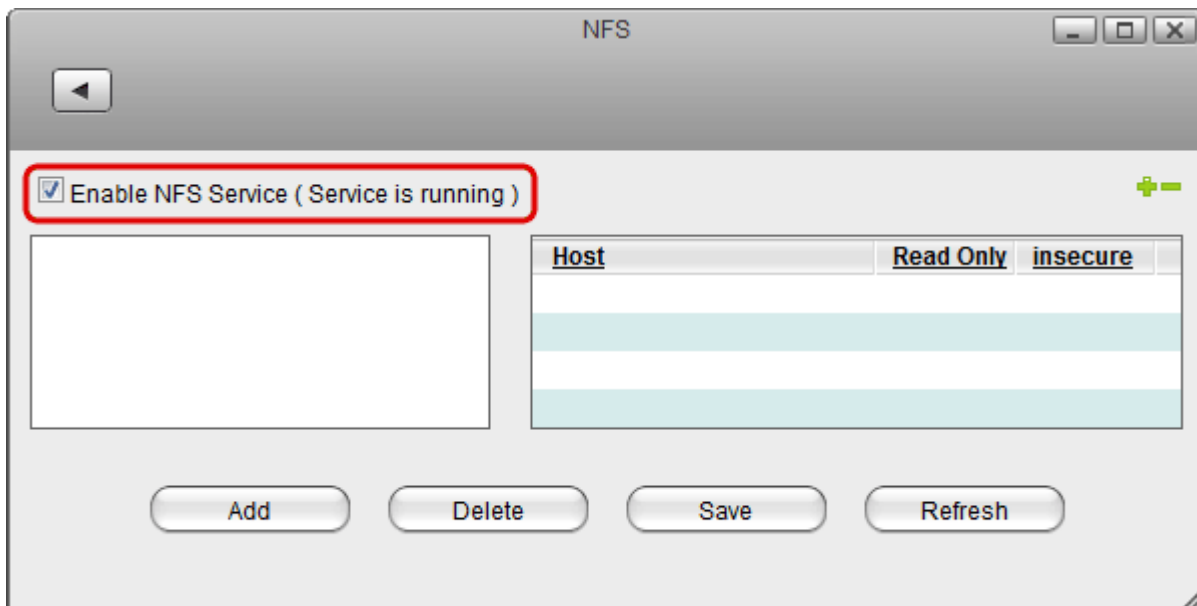 NFS
Enable NFS Service ( Service is running )
Host Read Only insecure
Add Delete Save Refresh